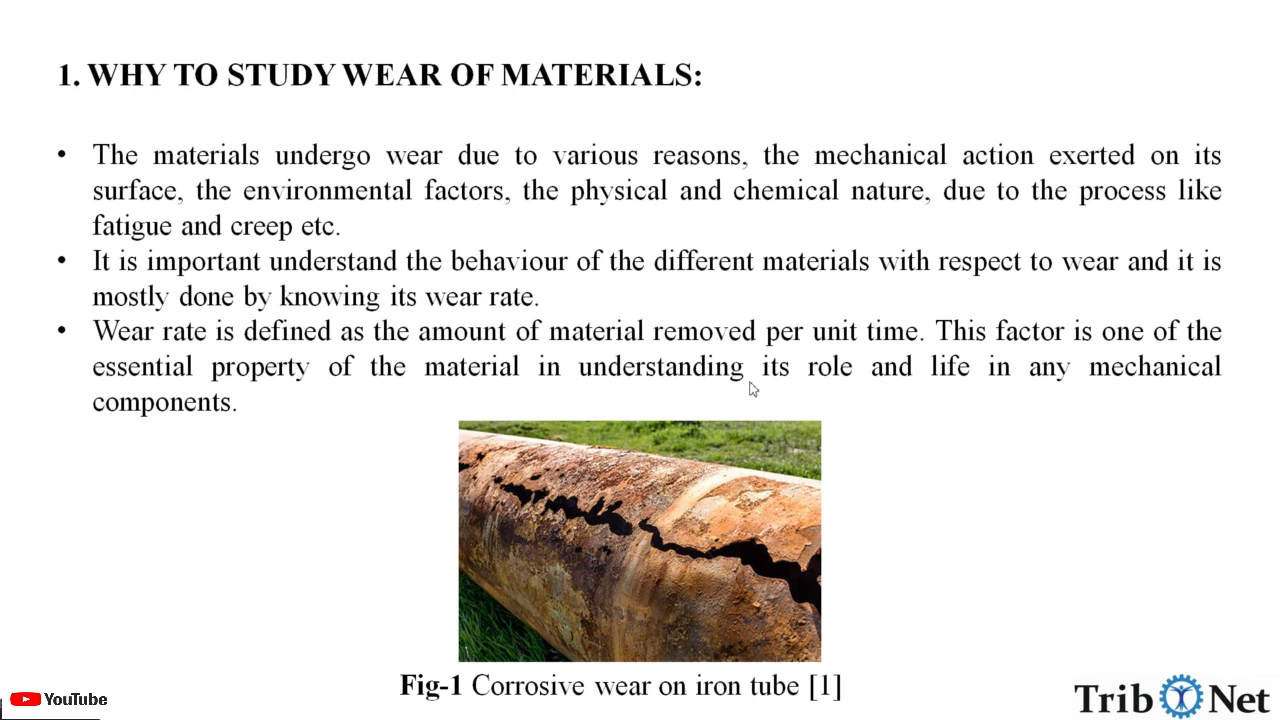 1. WHY TO STUDY WEAR OF MATERIALS:
• The materials undergo wear due to various reasons, the mechanical action exerted on its
surface, the environmental factors, the physical and chemical nature, due to the process like
fatigue and creep etc.
• It is important understand the behaviour of the different materials with respect to wear and it is
mostly done by knowing its wear rate.
• Wear rate is defined as the amount of material removed per unit time. This factor is one of the
essential property of the material in understanding its role and life in any mechanical
components.
Fig-1 Corrosive wear on iron tube [1]
YouTube
Trib Net